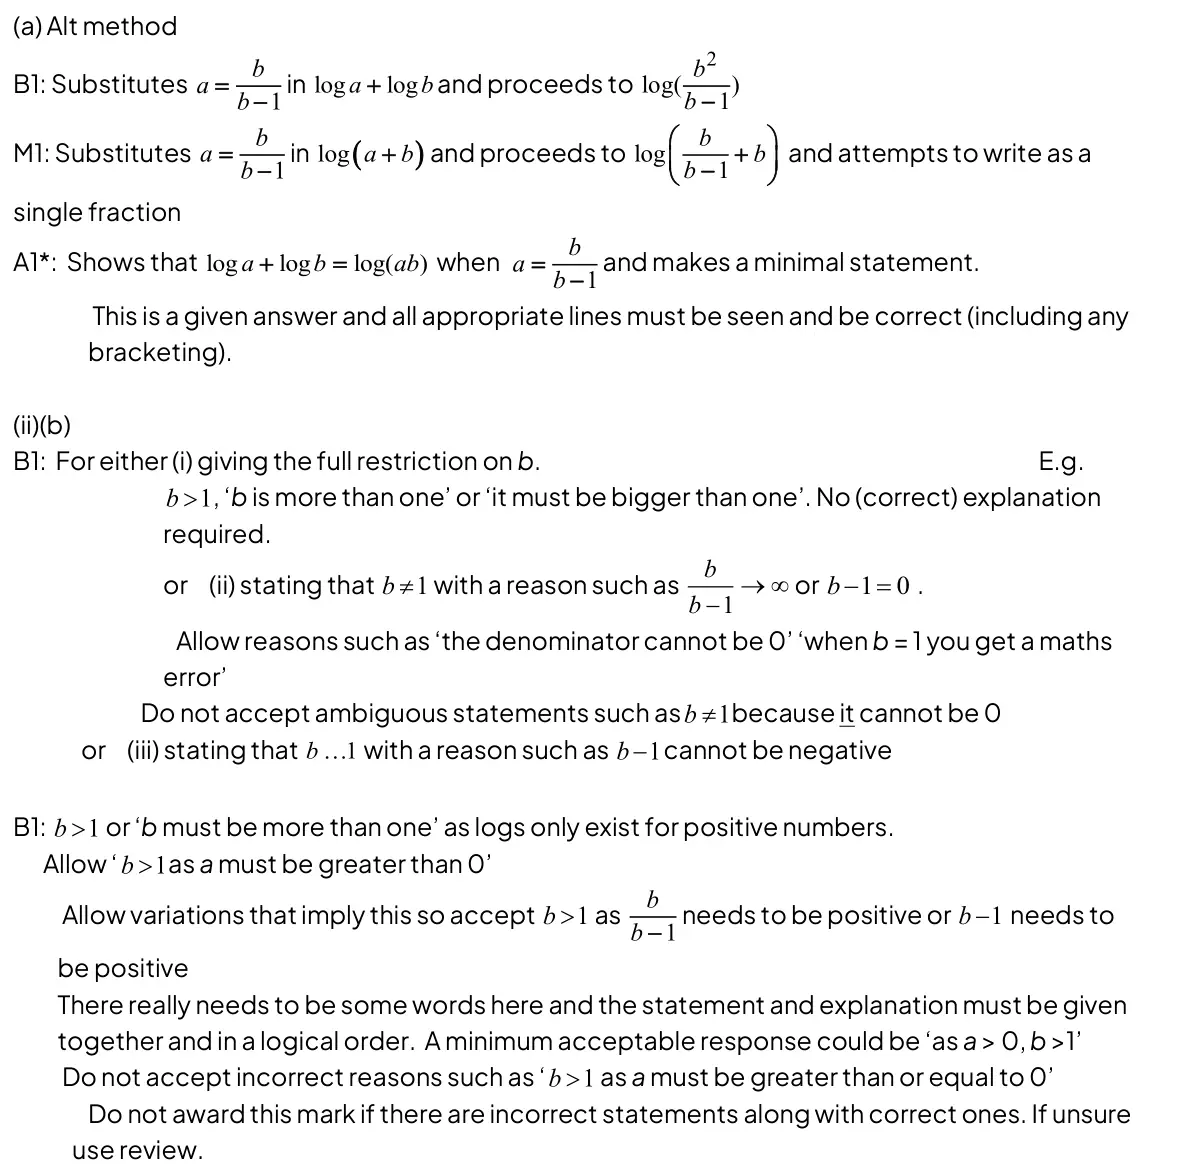 (a) Alt method
B1: Substitutes a = b/(b−1) in log a + log b and proceeds to log(b²/(b−1))
M1: Substitutes a = b/(b−1) in log(a + b) and proceeds to log(b/(b−1) + b) and attempts to write as a
single fraction
A1*: Shows that log a + log b = log(ab) when a = b/(b−1) and makes a minimal statement.
This is a given answer and all appropriate lines must be seen and be correct (including any
bracketing).
(ii)(b)
B1: For either (i) giving the full restriction on b. E.g.
b > 1, ‘b is more than one’ or ‘it must be bigger than one’. No (correct) explanation
required.
or (ii) stating that b ≠ 1 with a reason such as b/(b−1) → ∞ or b − 1 = 0 .
Allow reasons such as ‘the denominator cannot be 0’ ‘when b = 1 you get a maths
error’
Do not accept ambiguous statements such as b ≠ 1 because it cannot be 0
or (iii) stating that b …1 with a reason such as b − 1 cannot be negative
B1: b > 1 or ‘b must be more than one’ as logs only exist for positive numbers.
Allow ‘ b > 1 as a must be greater than 0’
Allow variations that imply this so accept b > 1 as b/(b−1) needs to be positive or b − 1 needs to
be positive
There really needs to be some words here and the statement and explanation must be given
together and in a logical order. A minimum acceptable response could be ‘as a > 0, b >1’
Do not accept incorrect reasons such as ‘ b > 1 as a must be greater than or equal to 0’
Do not award this mark if there are incorrect statements along with correct ones. If unsure
use review.